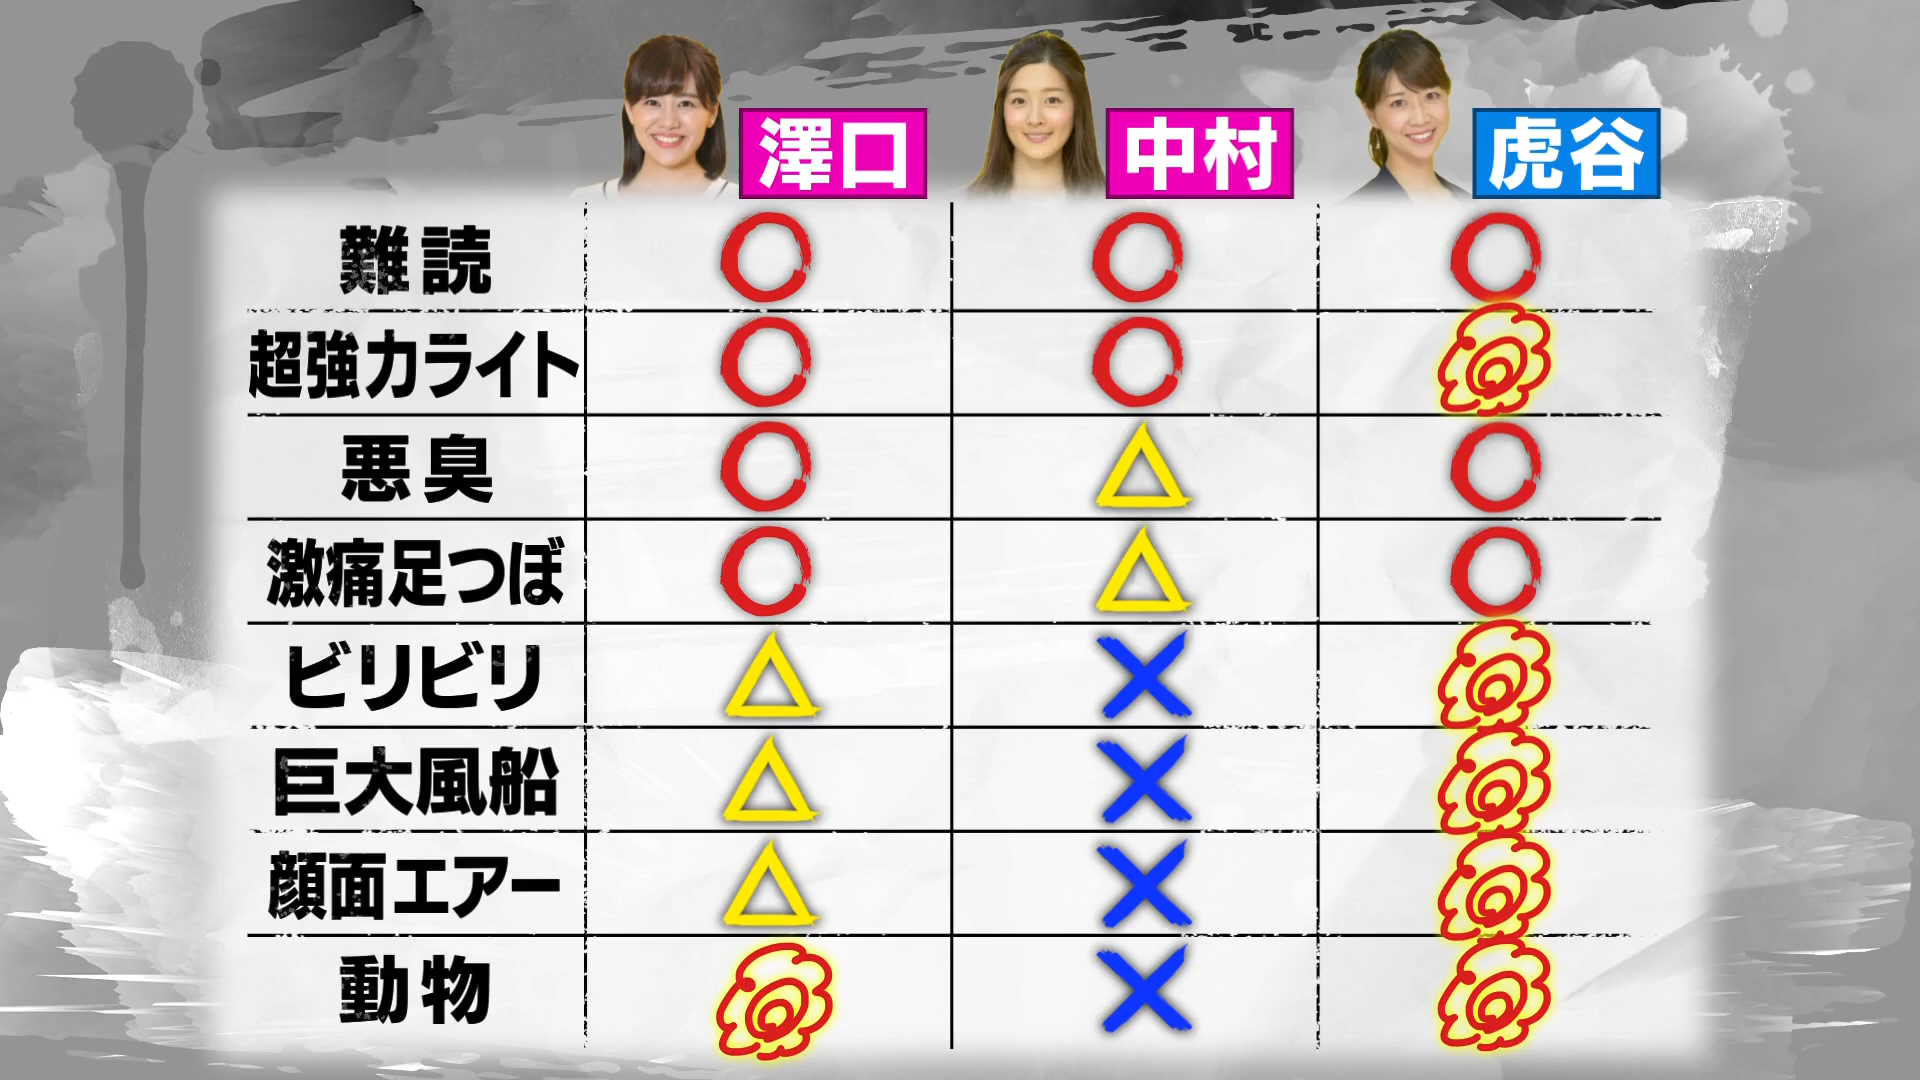 澤口 中村 虎谷
難読 ○ ○ ○
超強力ライト ○ ○
悪臭 ○ △ ○
激痛足つぼ ○ △ ○
ビリビリ △ ×
巨大風船 △ ×
顔面エアー △ ×
動物 ×